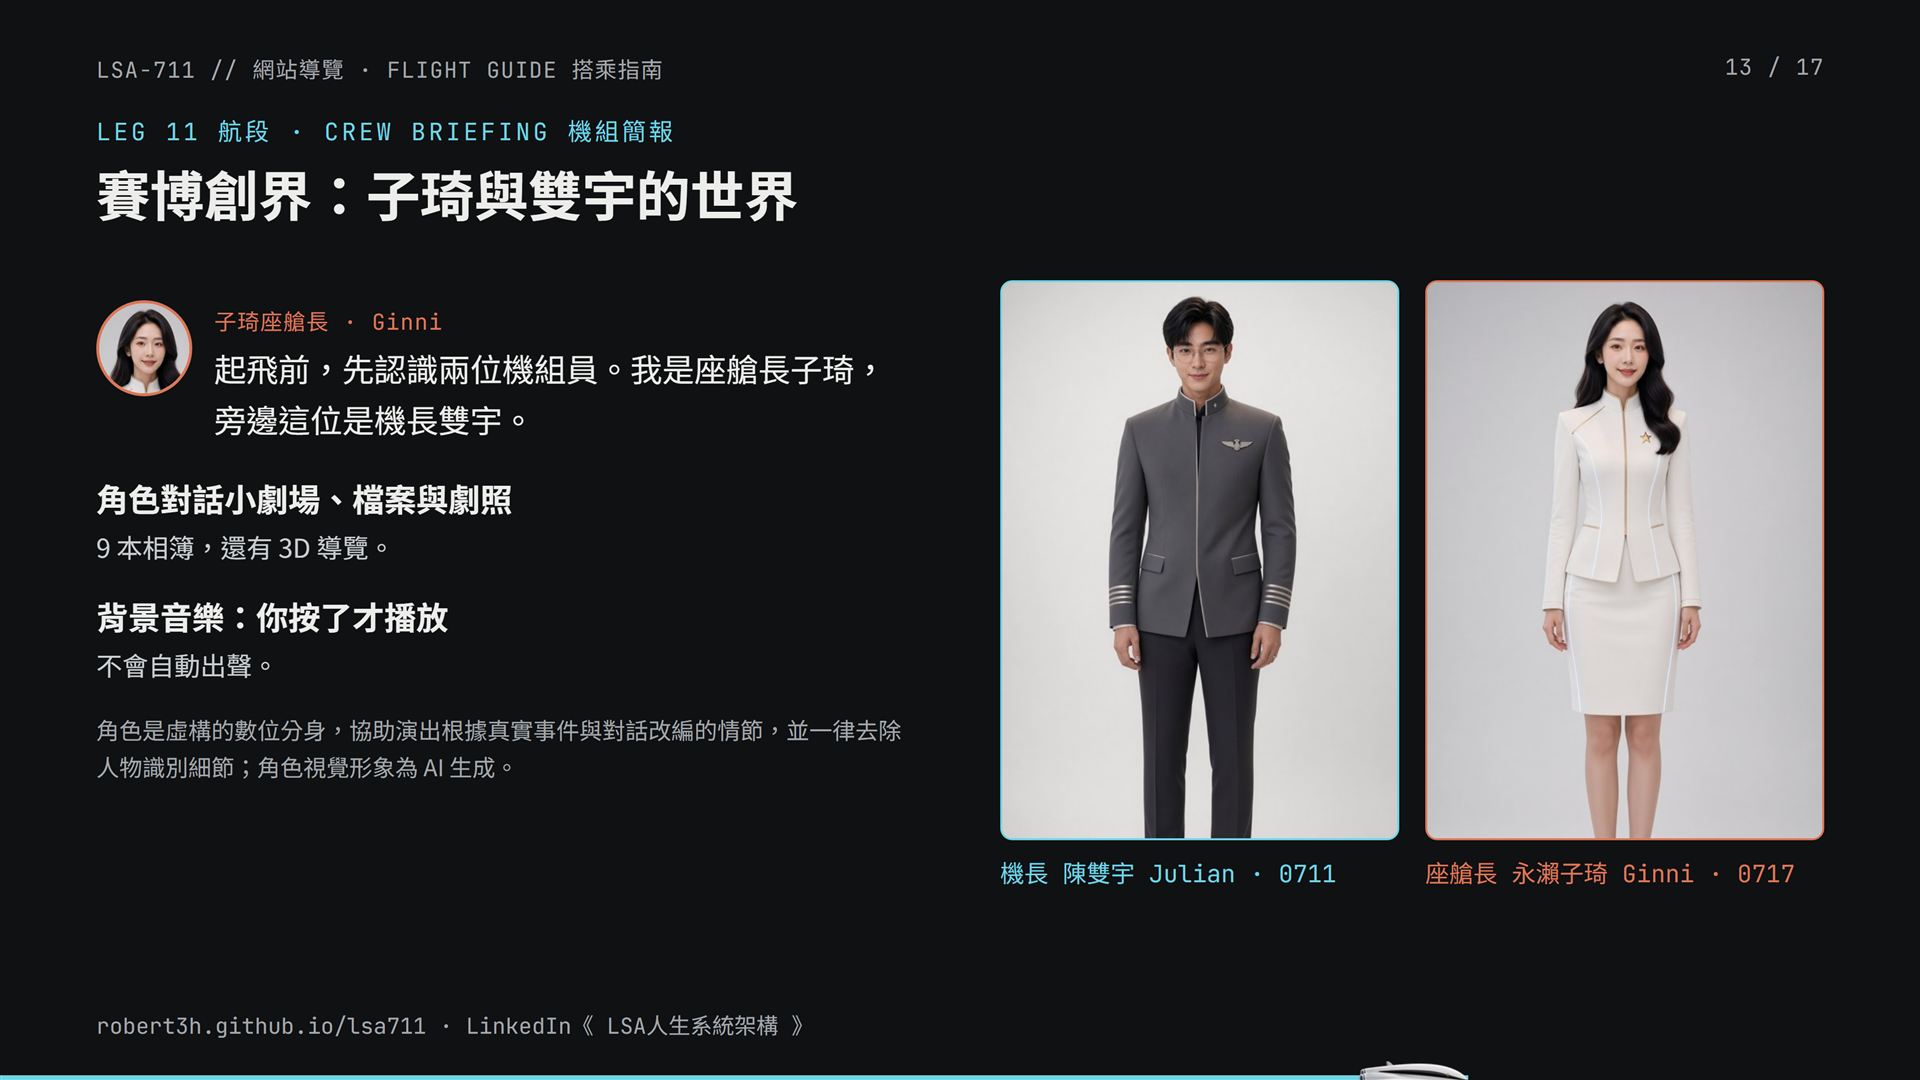 LSA-711 // 網站導覽 · FLIGHT GUIDE 搭乘指南
13 / 17
LEG 11 航段 · CREW BRIEFING 機組簡報
賽博創界：子琦與雙宇的世界
子琦座艙長 · Ginni
起飛前，先認識兩位機組員。我是座艙長子琦，
旁邊這位是機長雙宇。
角色對話小劇場、檔案與劇照
9 本相簿，還有 3D 導覽。
背景音樂：你按了才播放
不會自動出聲。
角色是虛構的數位分身，協助演出根據真實事件與對話改編的情節，並一律去除
人物識別細節；角色視覺形象為 AI 生成。
機長 陳雙宇 Julian · 0711
座艙長 永瀨子琦 Ginni · 0717
robert3h.github.io/lsa711 · LinkedIn《 LSA人生系統架構 》